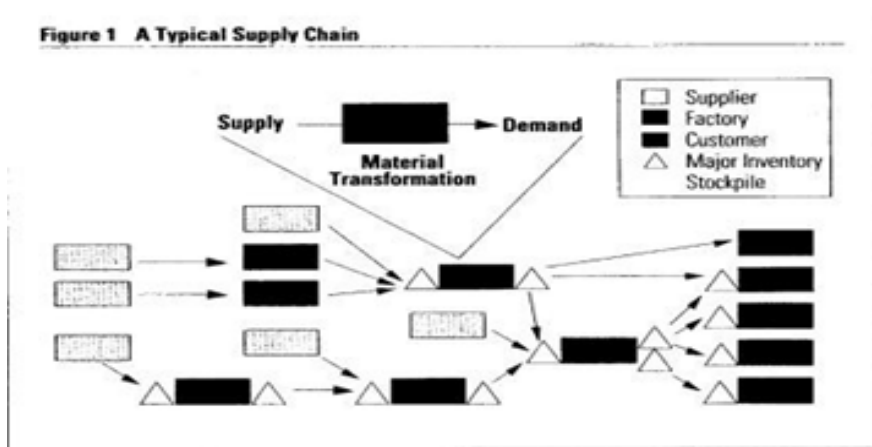 Figure 1 A Typical Supply Chain
Supply
Demand
Material
Transformation
Supplier
Factory
Customer
Major Inventory
Stockpile